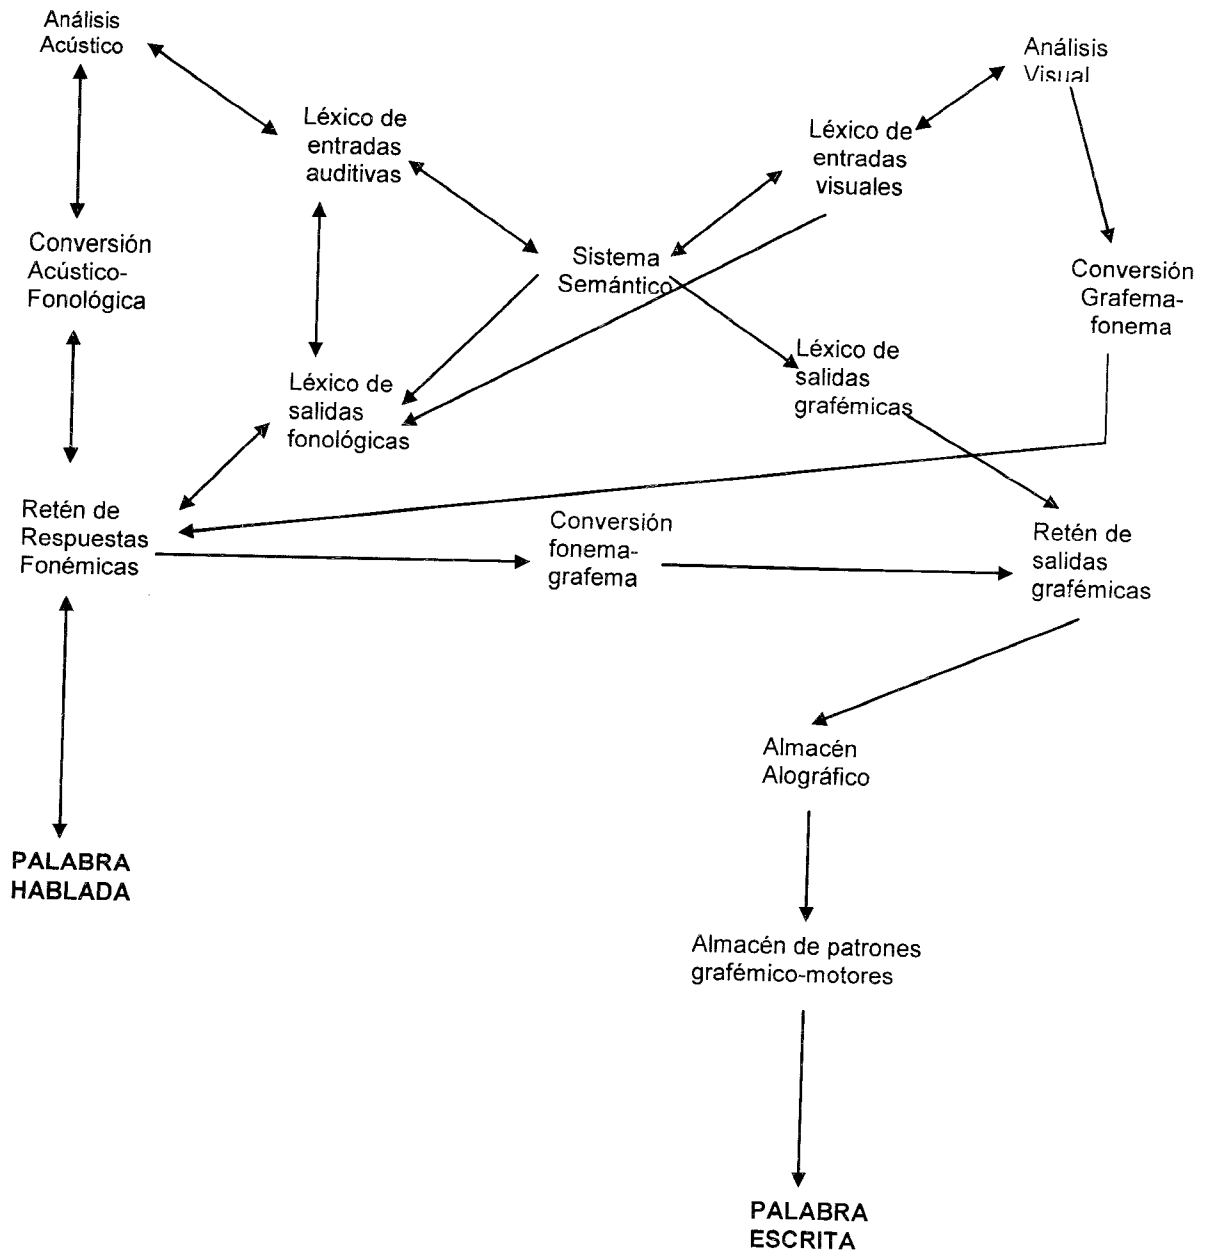 Análisis
Acústico
Análisis
Visual
Léxico de
entradas
auditivas
Léxico de
entradas
visuales
Conversión
Acústico-
Fonológica
Sistema
Semántico
Conversión
Grafema-
fonema
Léxico de
salidas
fonológicas
Léxico de
salidas
grafémicas
Retén de
Respuestas
Fonémicas
Conversión
fonema-
grafema
Retén de
salidas
grafémicas
Almacén
Alográfico
PALABRA
HABLADA
Almacén de patrones
grafémico-motores
PALABRA
ESCRITA